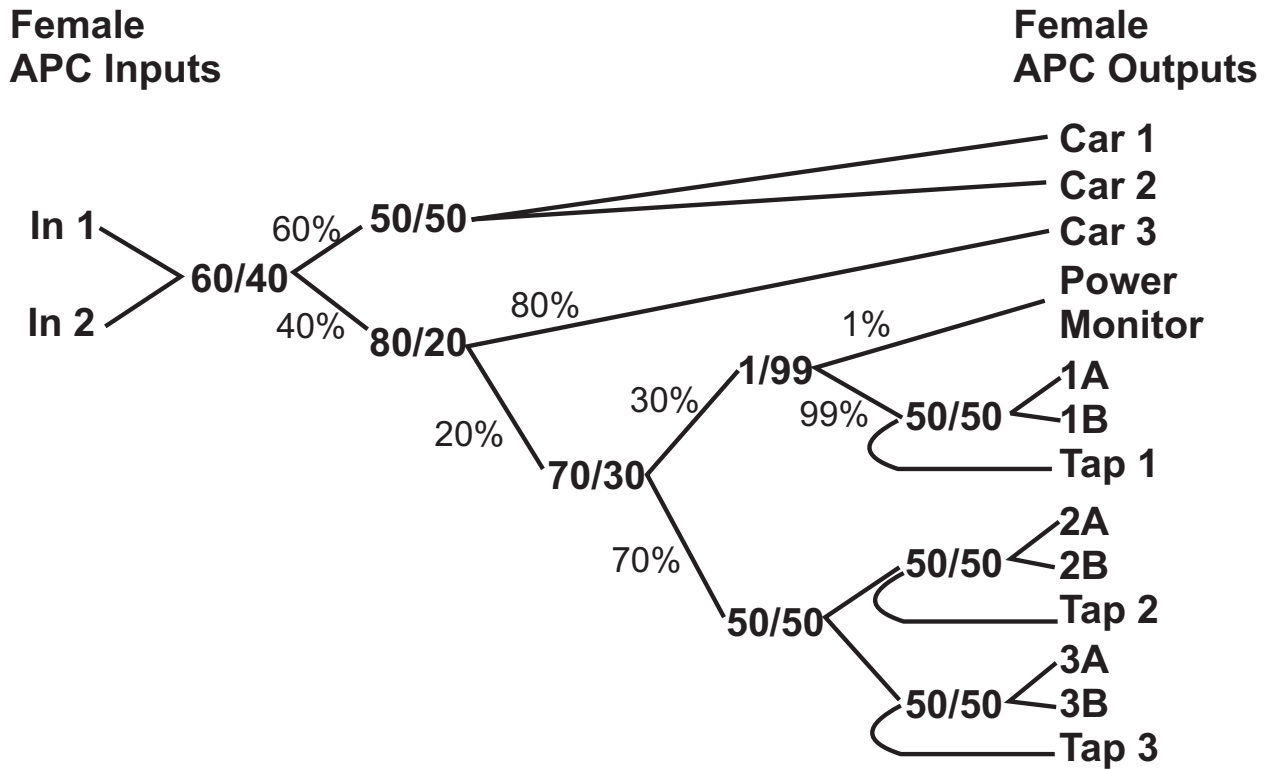 Female
APC Inputs
Female
APC Outputs
In 1
In 2
60/40
60%
40%
50/50
80/20
80%
20%
70/30
30%
70%
1/99
1%
99%
50/50
50/50
50/50
50/50
Car 1
Car 2
Car 3
Power
Monitor
1A
1B
Tap 1
2A
2B
Tap 2
3A
3B
Tap 3